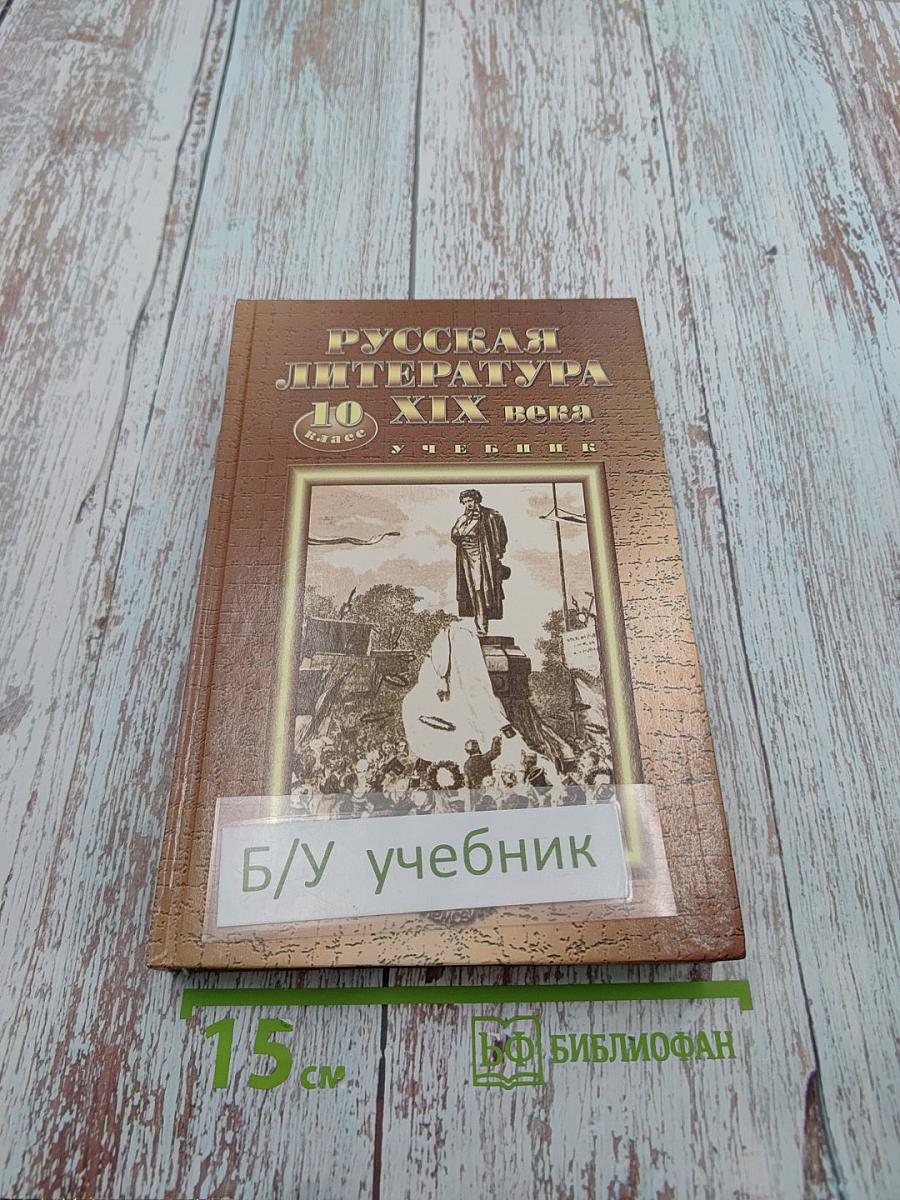 РУССКАЯ
ЛИТЕРАТУРА
10 XIX века
класс
УЧЕБНИК
Б/У учебник
15 см
БФ БИБЛИОФАН